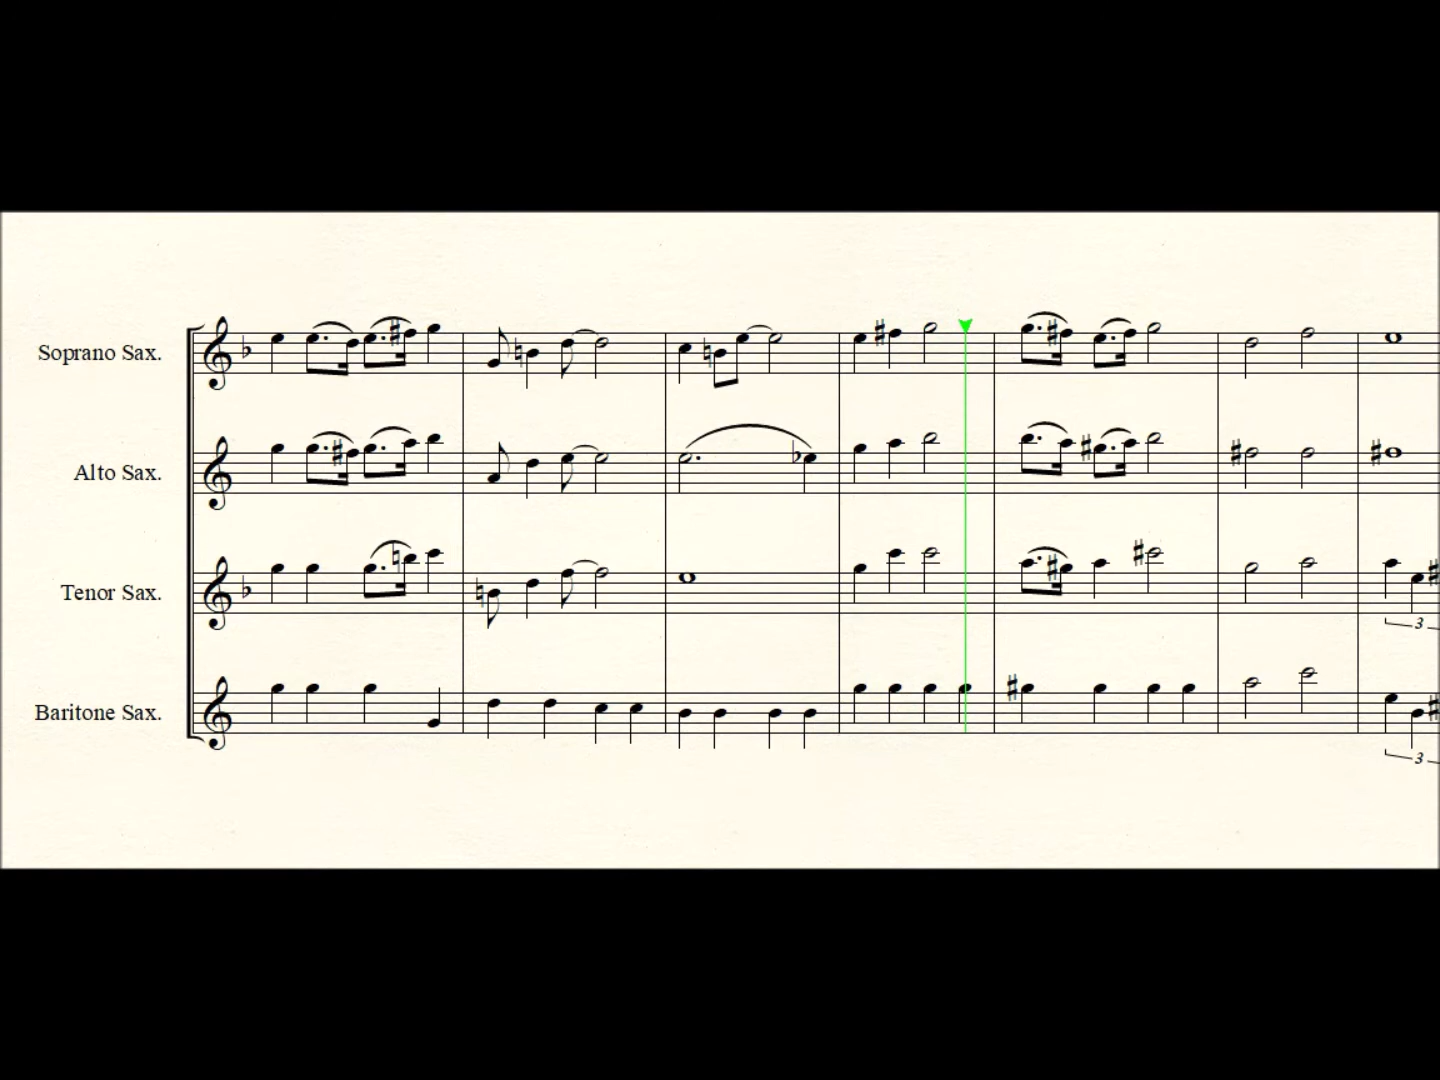 Soprano Sax.
Alto Sax.
Tenor Sax.
3
Baritone Sax.
3